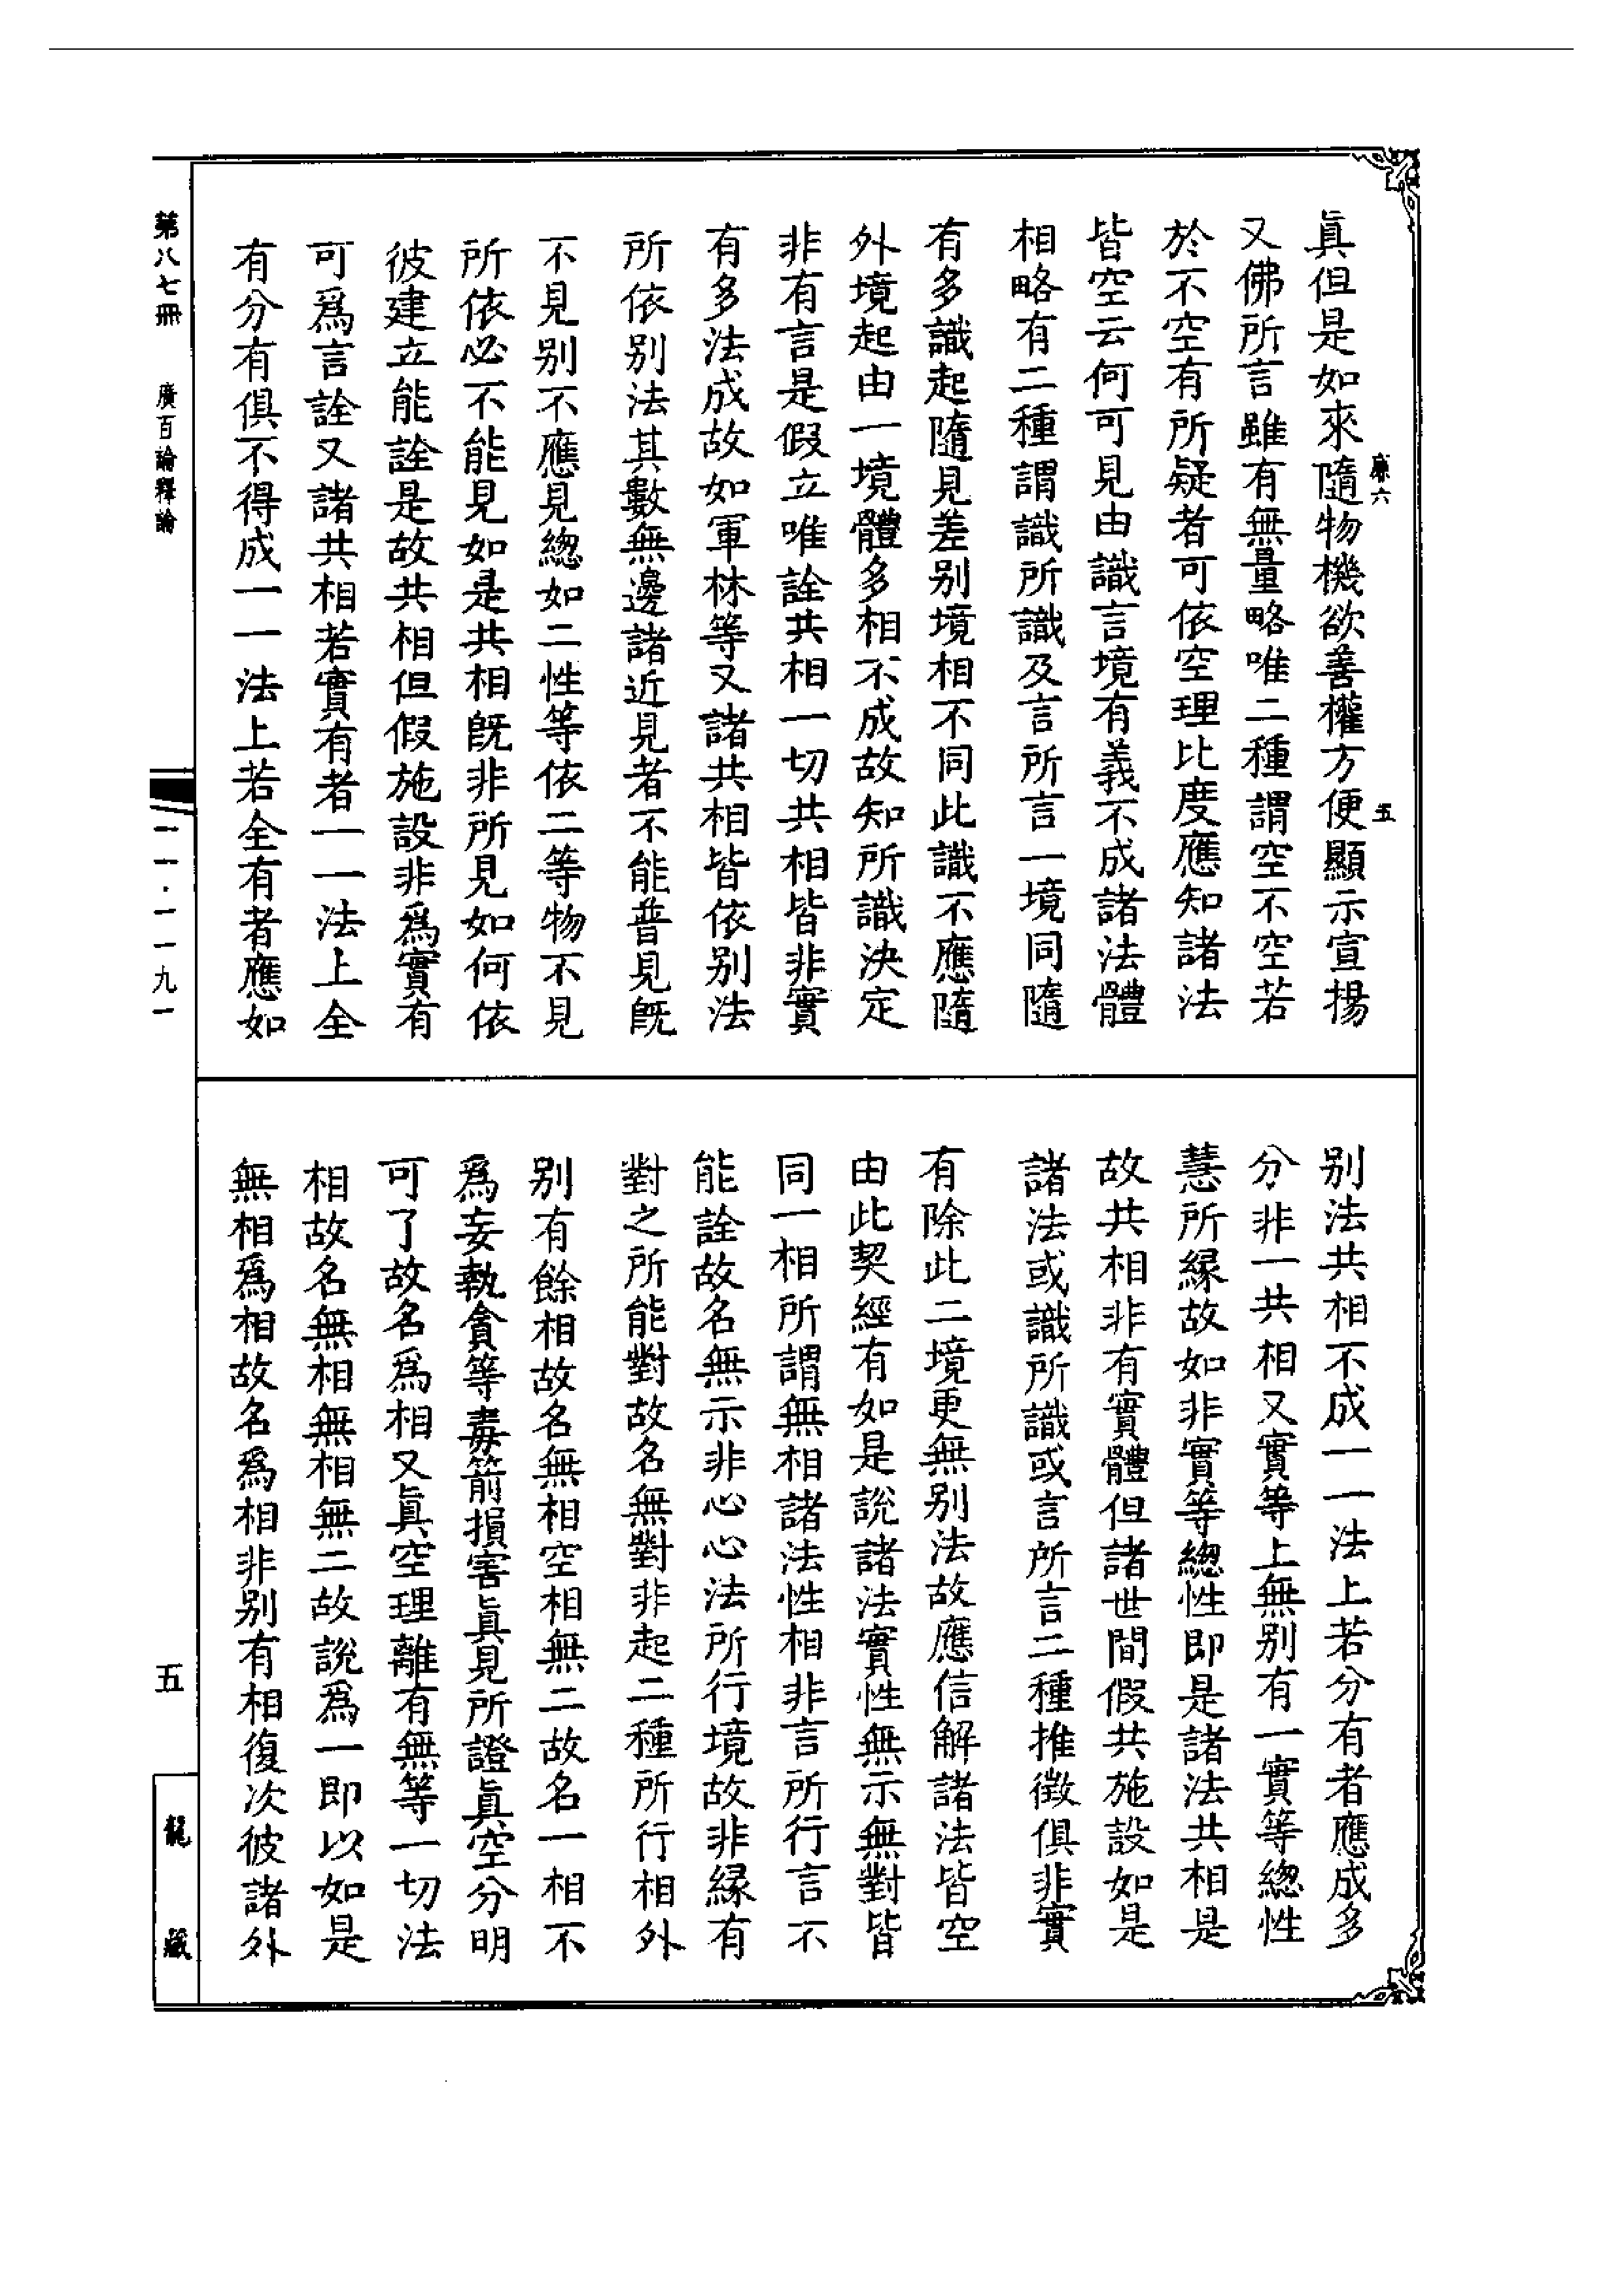 廉六
五
真但是如來隨物機欲善權方便顯示宣揚
又佛所言雖有無量略唯二種謂空不空若
於不空有所疑者可依空理比度應知諸法
皆空云何可見由識言境有義不成諸法體
相略有二種謂識所識及言所言一境同隨
有多識起隨見差别境相不同此識不應隨
外境起由一境體多相不成故知所識決定
非有言是假立唯詮共相一切共相皆非實
有多法成故如軍林等又諸共相皆依别法
所依别法其數無邊諸近見者不能普見既
不見别不應見總如二性等依二等物不見
所依必不能見如是共相既非所見如何依
彼建立能詮是故共相但假施設非爲實有
可爲言詮又諸共相若實有者一一法上全
有分有俱不得成一一法上若全有者應如
别法共相不成一一法上若分有者應成多
分非一共相又實等上無别有一實等總性
慧所緣故如非實等總性即是諸法共相是
故共相非有實體但諸世間假共施設如是
諸法或識所識或言所言二種推徵俱非實
有除此二境更無别法故應信解諸法皆空
由此契經有如是説諸法實性無示無對皆
同一相所謂無相諸法性相非言所行言不
能詮故名無示非心心法所行境故非緣有
對之所能對故名無對非起二種所行相外
别有餘相故名無相空相無二故名一相不
爲妄執貪等毒箭損害真見所證真空分明
可了故名爲相又真空理離有無等一切法
相故名無相無相無二故説爲一即以如是
無相爲相故名爲相非别有相復次彼諸外
第八七冊
廣百論釋論
一一·一一九一
五
龍藏